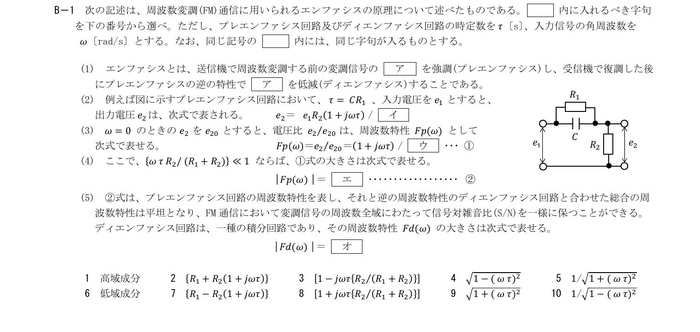 B－1 次の記述は、周波数変調(FM)通信に用いられるエンファシスの原理について述べたものである。□内に入れるべき字句
を下の番号から選べ。ただし、プレエンファシス回路及びディエンファシス回路の時定数をτ〔s〕、入力信号の角周波数を
ω〔rad/s〕とする。なお、同じ記号の□内には、同じ字句が入るものとする。
(1) エンファシスとは、送信機で周波数変調する前の変調信号の ア を強調(プレエンファシス)し、受信機で復調した後
にプレエンファシスの逆の特性で ア を低減(ディエンファシス)することである。
(2) 例えば図に示すプレエンファシス回路において、τ = CR₁ 、入力電圧をe₁とすると、
出力電圧e₂は、次式で表される。 e₂= e₁R₂(1+jωτ) / イ
(3) ω=0 のときのe₂をe₂₀とすると、電圧比 e₂/e₂₀ は、周波数特性 Fp(ω) として
次式で表せる。 Fp(ω)=e₂/e₂₀=(1+jωτ) / ウ … ①
(4) ここで、{ωτR₂/(R₁+R₂)}≪1 ならば、①式の大きさは次式で表せる。
|Fp(ω)|= エ ……………… ②
(5) ②式は、プレエンファシス回路の周波数特性を表し、それと逆の周波数特性のディエンファシス回路と合わせた総合の周
波数特性は平坦となり、FM通信において変調信号の周波数全域にわたって信号対雑音比(S/N)を一様に保つことができる。
ディエンファシス回路は、一種の積分回路であり、その周波数特性 Fd(ω) の大きさは次式で表せる。
|Fd(ω)|= オ
R₁
C
R₂
e₁
e₂
1 高域成分 2 {R₁+R₂(1+jωτ)} 3 [1－jωτ{R₂/(R₁+R₂)}] 4 √1－(ωτ)² 5 1/√1+(ωτ)²
6 低域成分 7 {R₁－R₂(1+jωτ)} 8 [1+jωτ{R₂/(R₁+R₂)}] 9 √1+(ωτ)² 10 1/√1－(ωτ)²